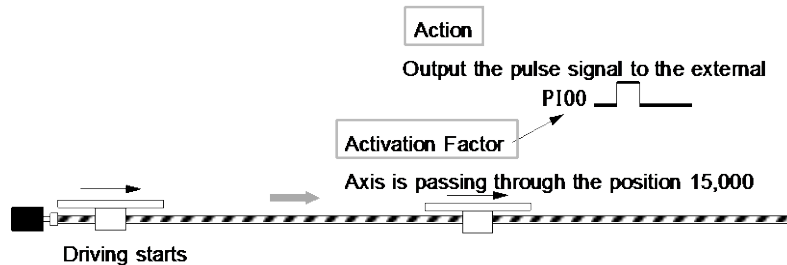 Action
Output the pulse signal to the external
PIO0
Activation Factor
Axis is passing through the position 15,000
Driving starts